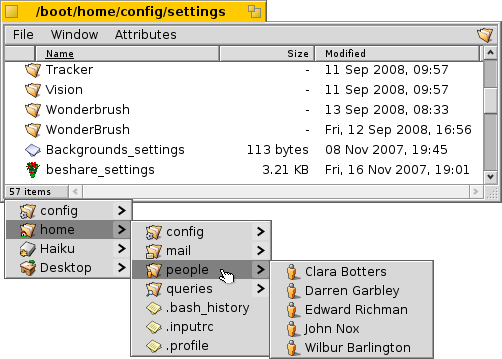 /boot/home/config/settings
File Window Attributes
Name Size Modified
Tracker - 11 Sep 2008, 09:57
Vision - 11 Sep 2008, 09:57
Wonderbrush - 13 Sep 2008, 08:33
WonderBrush - Fri, 12 Sep 2008, 16:56
Backgrounds_settings 113 bytes 08 Nov 2007, 19:45
beshare_settings 3.21 KB Fri, 16 Nov 2007, 19:01
57 items
config
home
Haiku
Desktop
config
mail
people
queries
.bash_history
.inputrc
.profile
Clara Botters
Darren Garbley
Edward Richman
John Nox
Wilbur Barlington